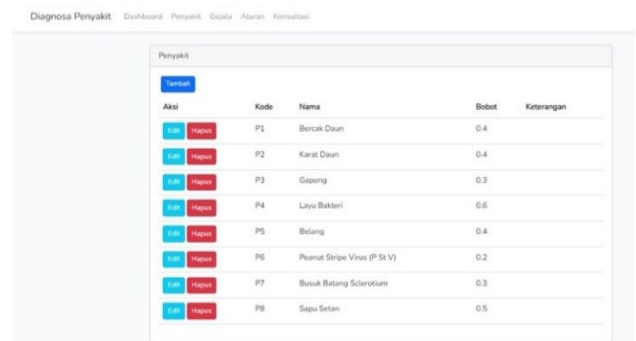 Diagnosa Penyakit Dashboard Penyakit Gejala Aturan Konsultasi
Penyakit
Tambah
Aksi Kode Nama Bobot Keterangan
Edit Hapus P1 Bercak Daun 0.4
Edit Hapus P2 Karat Daun 0.4
Edit Hapus P3 Gapong 0.3
Edit Hapus P4 Layu Bakteri 0.6
Edit Hapus P5 Belang 0.4
Edit Hapus P6 Peanut Stripe Virus (P St V) 0.2
Edit Hapus P7 Busuk Batang Sclerotium 0.3
Edit Hapus P8 Sapu Setan 0.5